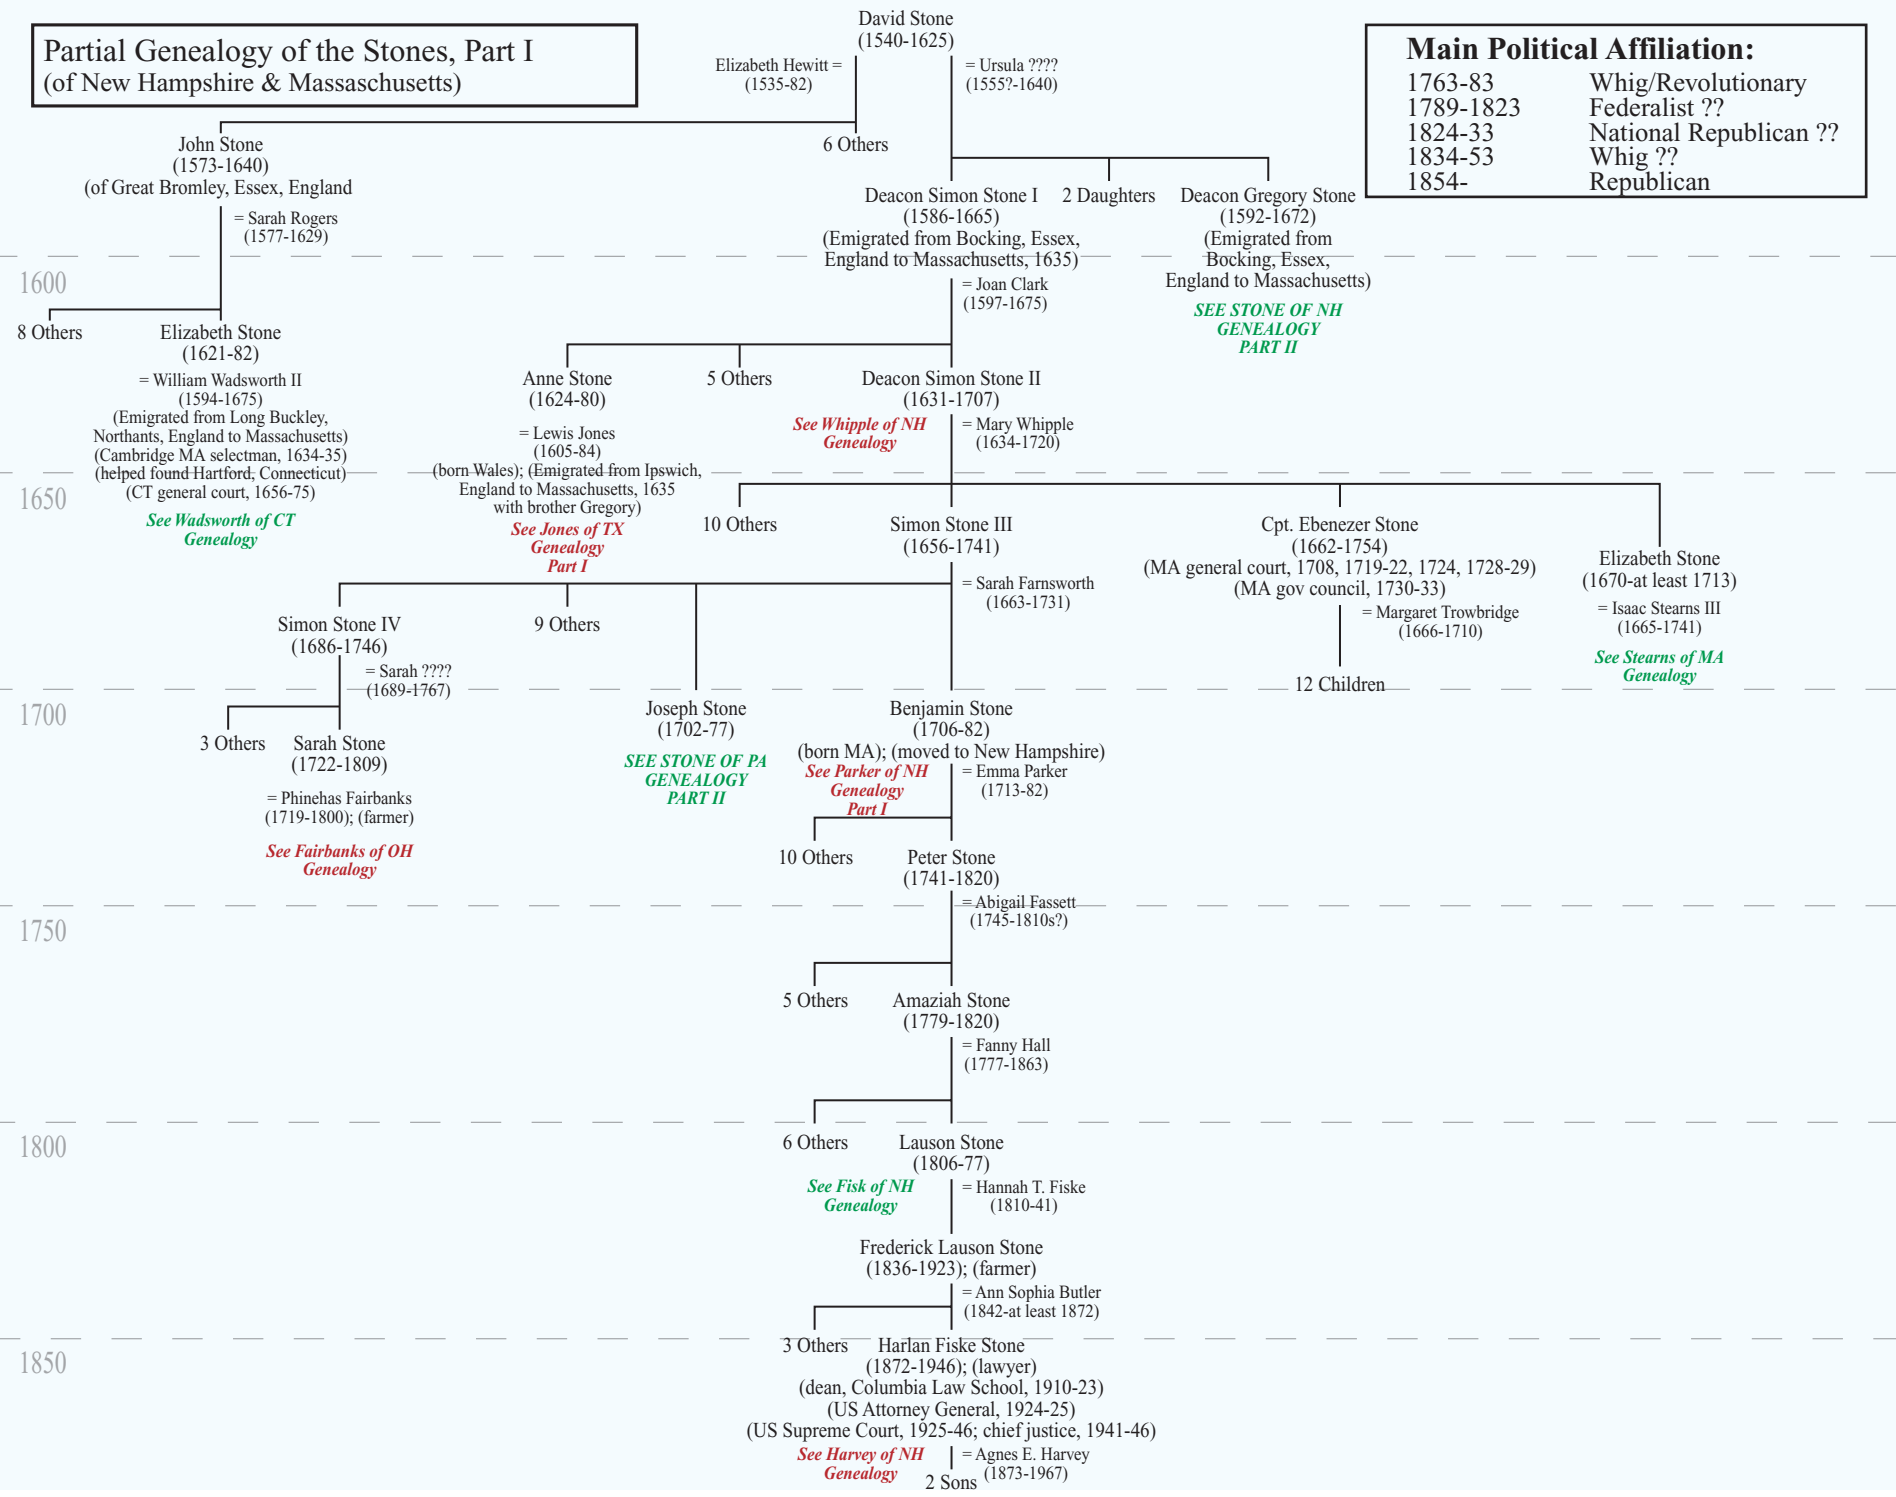 Partial Genealogy of the Stones, Part I
(of New Hampshire & Massaschusetts)
Main Political Affiliation:
1763-83 Whig/Revolutionary
1789-1823 Federalist ??
1824-33 National Republican ??
1834-53 Whig ??
1854- Republican
David Stone
(1540-1625)
Elizabeth Hewitt =
(1535-82)
= Ursula ????
(1555?-1640)
John Stone
(1573-1640)
(of Great Bromley, Essex, England
6 Others
= Sarah Rogers
(1577-1629)
Deacon Simon Stone I
(1586-1665)
(Emigrated from Bocking, Essex,
England to Massachusetts, 1635)
2 Daughters
Deacon Gregory Stone
(1592-1672)
(Emigrated from
Bocking, Essex,
England to Massachusetts)
SEE STONE OF NH
GENEALOGY
PART II
1600
= Joan Clark
(1597-1675)
8 Others
Elizabeth Stone
(1621-82)
= William Wadsworth II
(1594-1675)
(Emigrated from Long Buckley,
Northants, England to Massachusetts)
(Cambridge MA selectman, 1634-35)
(helped found Hartford, Connecticut)
(CT general court, 1656-75)
See Wadsworth of CT
Genealogy
Anne Stone
(1624-80)
= Lewis Jones
(1605-84)
(born Wales); (Emigrated from Ipswich,
England to Massachusetts, 1635
with brother Gregory)
See Jones of TX
Genealogy
Part I
5 Others
Deacon Simon Stone II
(1631-1707)
See Whipple of NH
Genealogy
= Mary Whipple
(1634-1720)
1650
10 Others
Simon Stone III
(1656-1741)
= Sarah Farnsworth
(1663-1731)
Cpt. Ebenezer Stone
(1662-1754)
(MA general court, 1708, 1719-22, 1724, 1728-29)
(MA gov council, 1730-33)
= Margaret Trowbridge
(1666-1710)
12 Children
Elizabeth Stone
(1670-at least 1713)
= Isaac Stearns III
(1665-1741)
See Stearns of MA
Genealogy
Simon Stone IV
(1686-1746)
= Sarah ????
(1689-1767)
9 Others
1700
3 Others
Sarah Stone
(1722-1809)
= Phinehas Fairbanks
(1719-1800); (farmer)
See Fairbanks of OH
Genealogy
Joseph Stone
(1702-77)
SEE STONE OF PA
GENEALOGY
PART II
Benjamin Stone
(1706-82)
(born MA); (moved to New Hampshire)
See Parker of NH
Genealogy
Part I
= Emma Parker
(1713-82)
10 Others
Peter Stone
(1741-1820)
= Abigail Fassett
(1745-1810s?)
1750
5 Others
Amaziah Stone
(1779-1820)
= Fanny Hall
(1777-1863)
1800
6 Others
Lauson Stone
(1806-77)
See Fisk of NH
Genealogy
= Hannah T. Fiske
(1810-41)
Frederick Lauson Stone
(1836-1923); (farmer)
= Ann Sophia Butler
(1842-at least 1872)
1850
3 Others
Harlan Fiske Stone
(1872-1946); (lawyer)
(dean, Columbia Law School, 1910-23)
(US Attorney General, 1924-25)
(US Supreme Court, 1925-46; chief justice, 1941-46)
See Harvey of NH
Genealogy
= Agnes E. Harvey
(1873-1967)
2 Sons